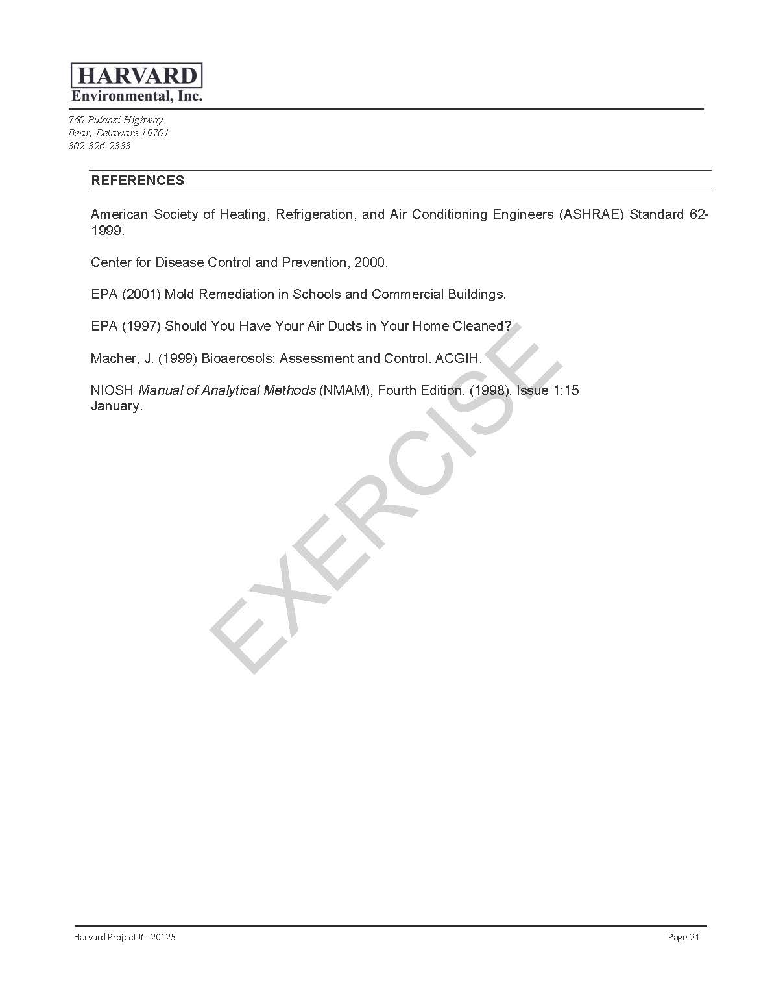 HARVARD
Environmental, Inc.
760 Pulaski Highway
Bear, Delaware 19701
302-326-2333
REFERENCES
American Society of Heating, Refrigeration, and Air Conditioning Engineers (ASHRAE) Standard 62-
1999.
Center for Disease Control and Prevention, 2000.
EPA (2001) Mold Remediation in Schools and Commercial Buildings.
EPA (1997) Should You Have Your Air Ducts in Your Home Cleaned?
Macher, J. (1999) Bioaerosols: Assessment and Control. ACGIH.
NIOSH Manual of Analytical Methods (NMAM), Fourth Edition. (1998). Issue 1:15
January.
EXERCISE
Harvard Project # - 20125 Page 21